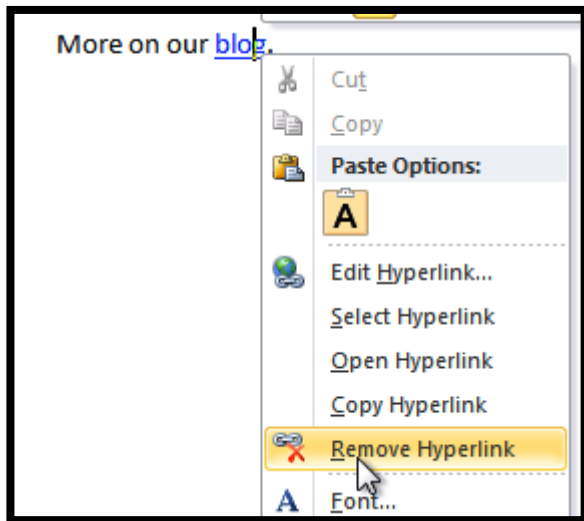 More on our blog.
Cut
Copy
Paste Options:
A
Edit Hyperlink...
Select Hyperlink
Open Hyperlink
Copy Hyperlink
Remove Hyperlink
A Font...